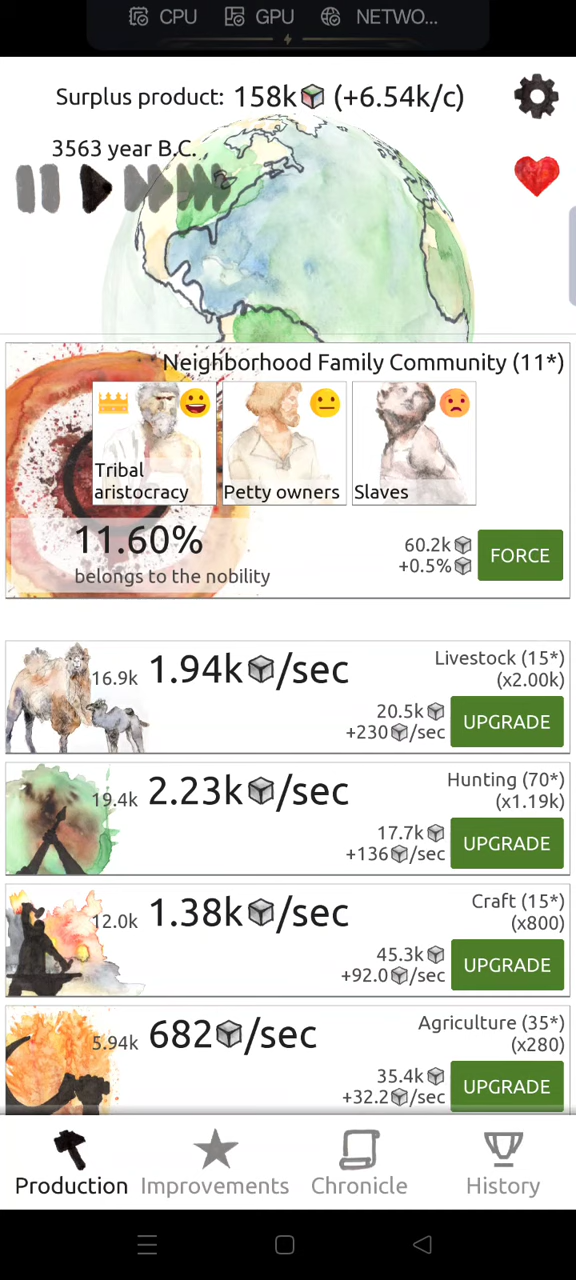 CPU GPU NETWO...
Surplus product: 158k (+6.54k/c)
3563 year B.C.
Neighborhood Family Community (11*)
Tribal aristocracy
Petty owners
Slaves
11.60%
belongs to the nobility
60.2k
+0.5%
FORCE
16.9k 1.94k/sec
Livestock (15*)
(x2.00k)
20.5k
+230/sec
UPGRADE
19.4k 2.23k/sec
Hunting (70*)
(x1.19k)
17.7k
+136/sec
UPGRADE
12.0k 1.38k/sec
Craft (15*)
(x800)
45.3k
+92.0/sec
UPGRADE
5.94k 682/sec
Agriculture (35*)
(x280)
35.4k
+32.2/sec
UPGRADE
Production Improvements Chronicle History